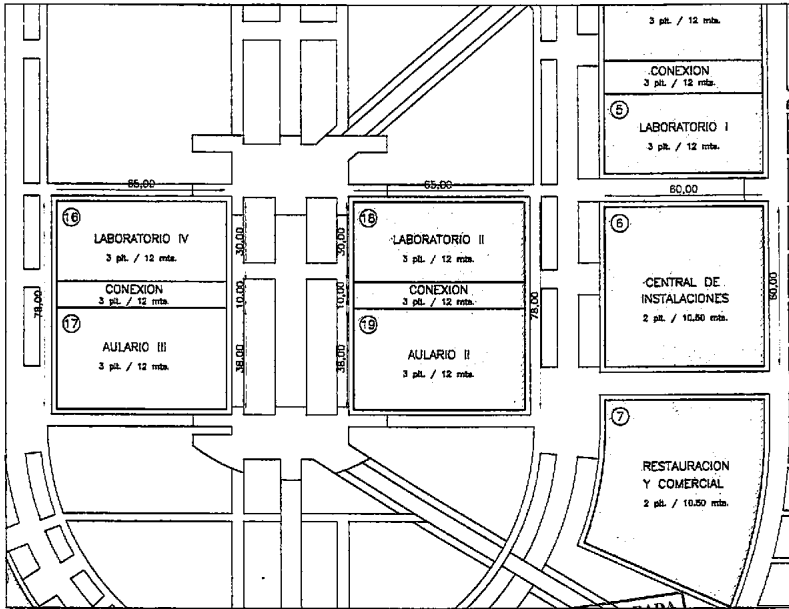 3 plt. / 12 mts.
CONEXION
3 plt. / 12 mts.
5
LABORATORIO I
3 plt. / 12 mts.
65,00
65,00
60,00
16
LABORATORIO IV
3 plt. / 12 mts.
CONEXION
3 plt. / 12 mts.
17
AULARIO III
3 plt. / 12 mts.
78,00
30,00
10,00
38,00
30,00
10,00
38,00
18
LABORATORIO II
3 plt. / 12 mts.
CONEXION
3 plt. / 12 mts.
19
AULARIO II
3 plt. / 12 mts.
78,00
6
CENTRAL DE
INSTALACIONES
2 plt. / 10.50 mts.
60,00
7
RESTAURACION
Y COMERCIAL
2 plt. / 10.50 mts.